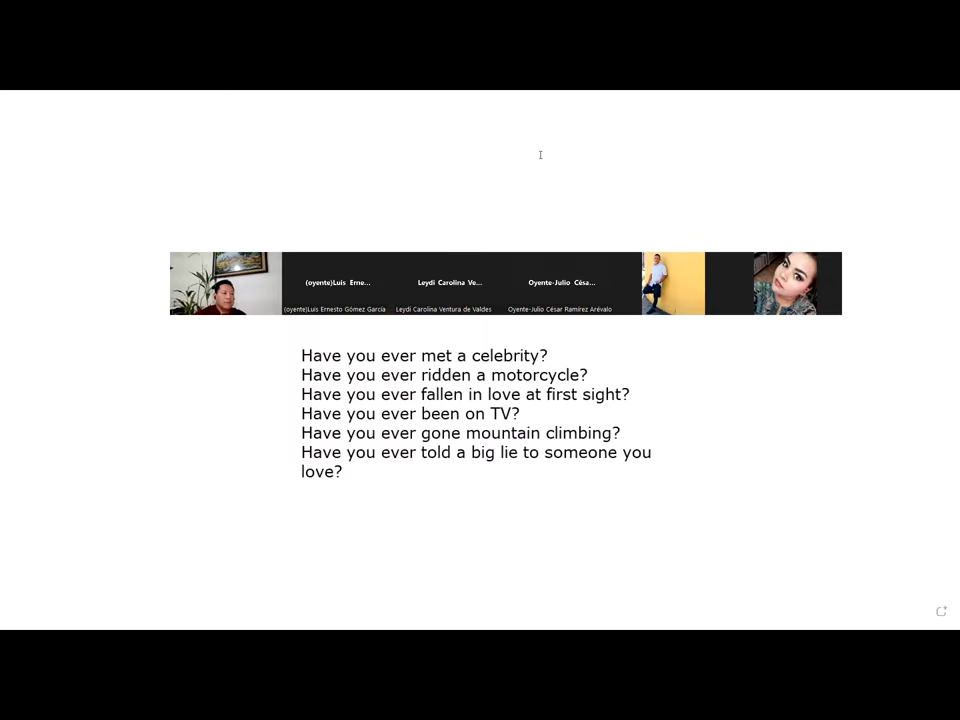 (oyente)Luis Erne...
Leydi Carolina Ve...
Oyente-Julio Césa...
(oyente)Luis Ernesto Gómez García
Leydi Carolina Ventura de Valdes
Oyente-Julio César Ramírez Arévalo
Have you ever met a celebrity?
Have you ever ridden a motorcycle?
Have you ever fallen in love at first sight?
Have you ever been on TV?
Have you ever gone mountain climbing?
Have you ever told a big lie to someone you
love?